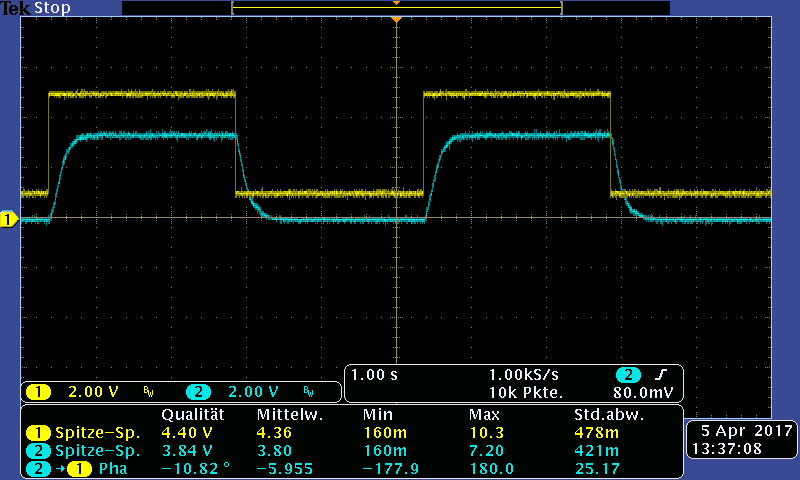 Tek Stop
1
1 2.00 V BW 2 2.00 V BW
1.00 s 1.00kS/s 2
10k Pkte. 80.0mV
Qualität Mittelw. Min Max Std.abw.
1 Spitze-Sp. 4.40 V 4.36 160m 10.3 478m
2 Spitze-Sp. 3.84 V 3.80 160m 7.20 421m
2 → 1 Pha -10.82 ° -5.955 -177.9 180.0 25.17
5 Apr 2017
13:37:08